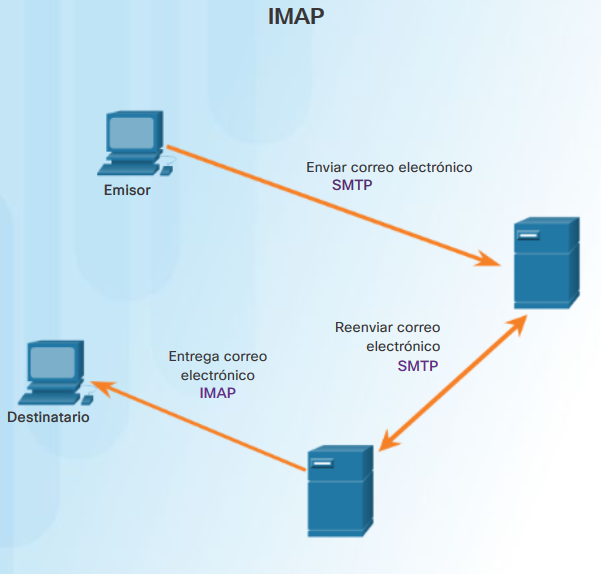 IMAP
Enviar correo electrónico
SMTP
Emisor
Reenviar correo
electrónico
SMTP
Entrega correo
electrónico
IMAP
Destinatario